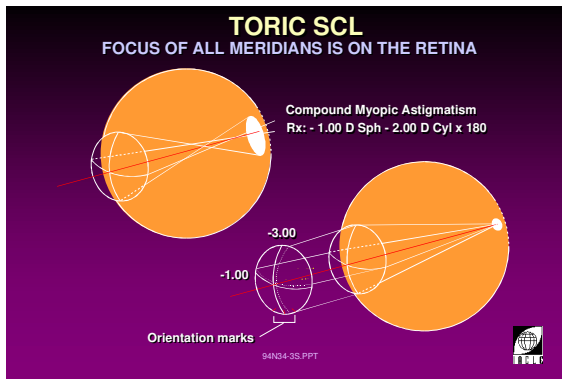 TORIC SCL
FOCUS OF ALL MERIDIANS IS ON THE RETINA
Compound Myopic Astigmatism
Rx: - 1.00 D Sph - 2.00 D Cyl x 180
-3.00
-1.00
Orientation marks
94N34-3S.PPT
IACLE